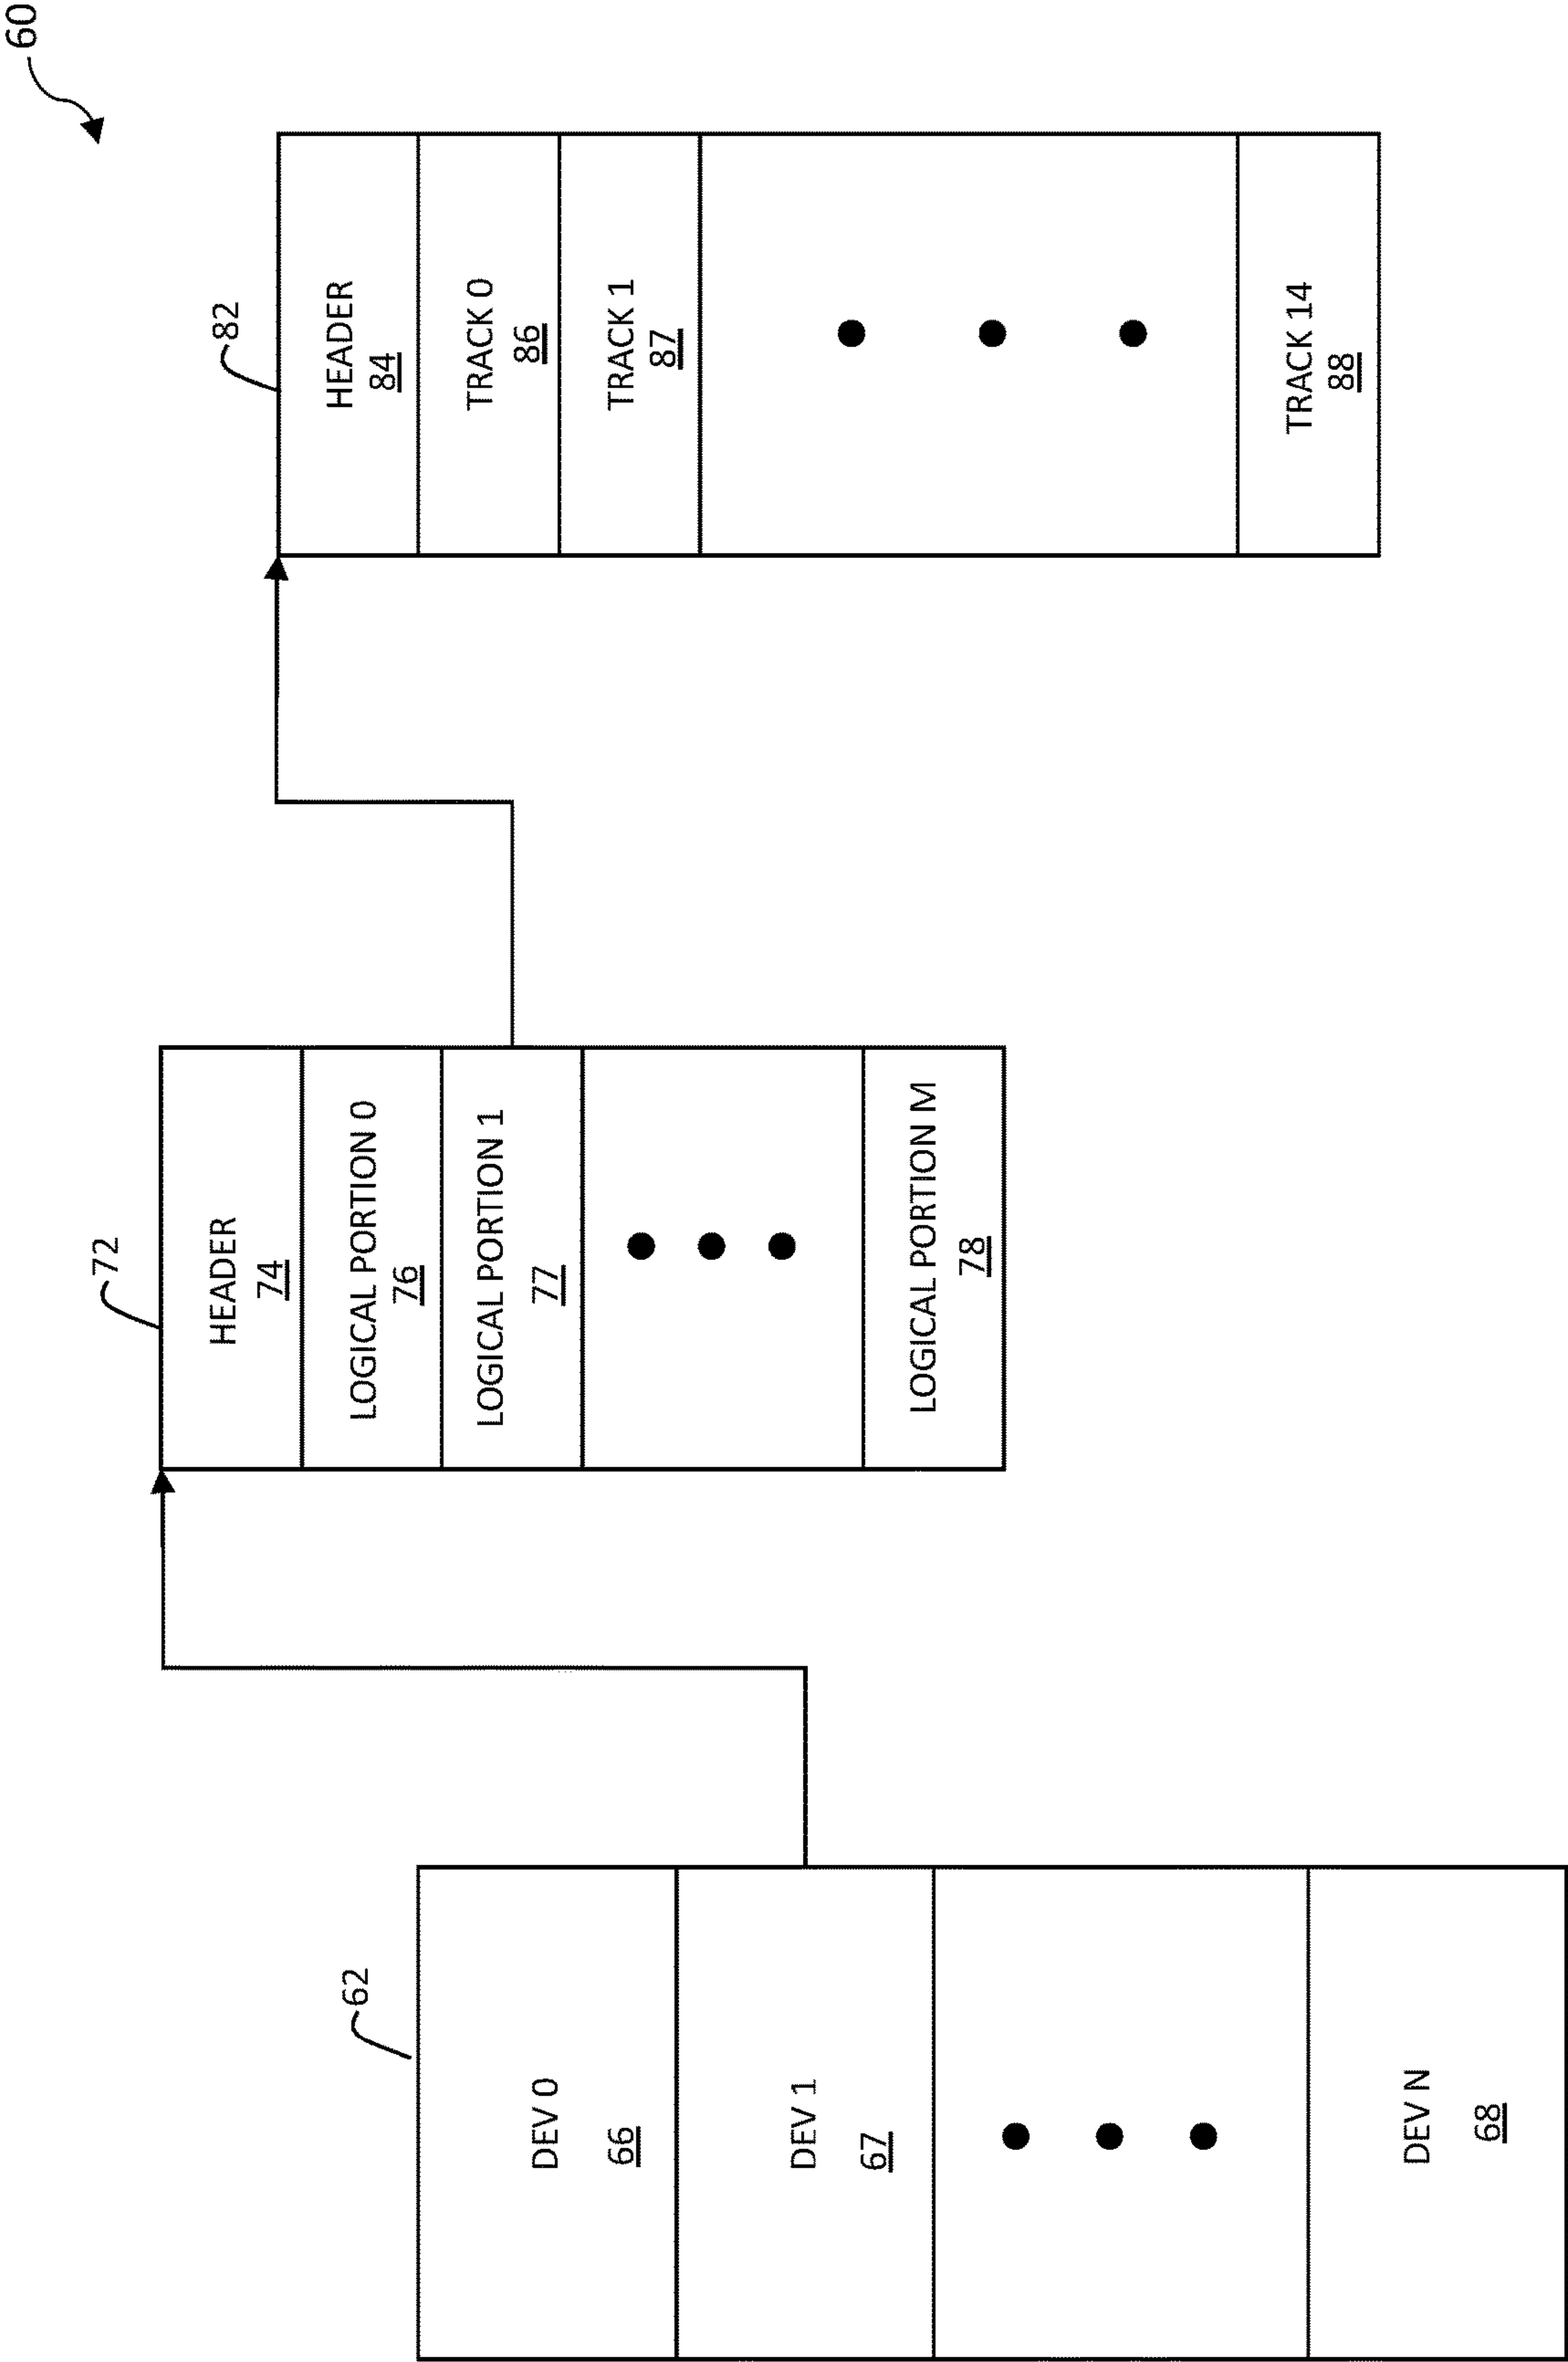 60
62
DEV 0
66
DEV 1
67
DEV N
68
72
HEADER
74
LOGICAL PORTION 0
76
LOGICAL PORTION 1
77
LOGICAL PORTION M
78
82
HEADER
84
TRACK 0
86
TRACK 1
87
TRACK 14
88